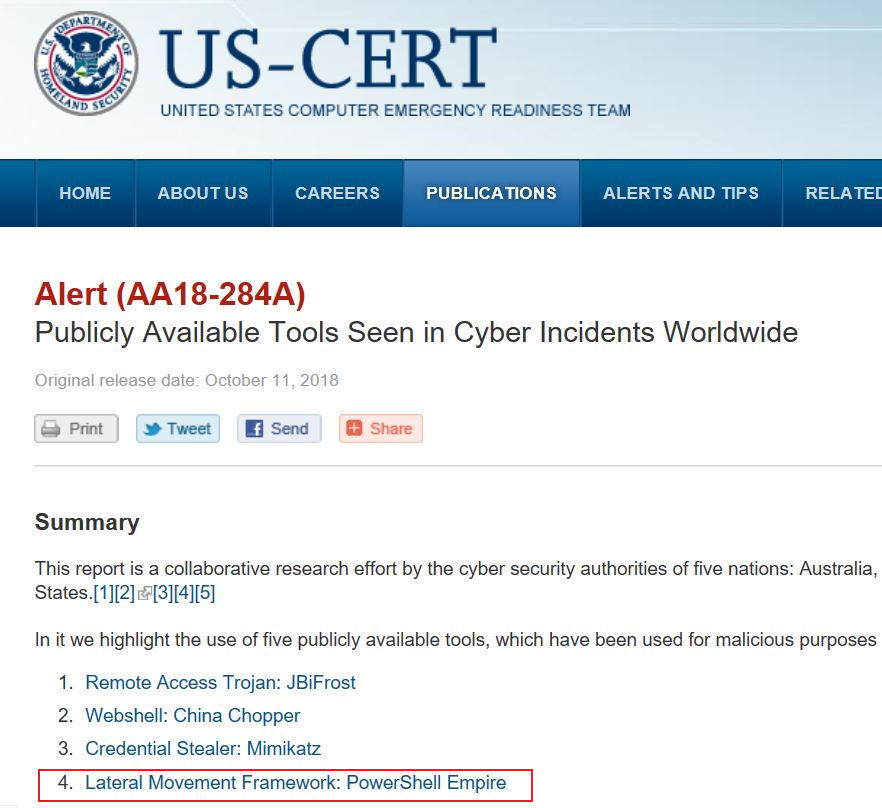 U.S. DEPARTMENT OF
HOMELAND SECURITY
US-CERT
UNITED STATES COMPUTER EMERGENCY READINESS TEAM
HOME ABOUT US CAREERS PUBLICATIONS ALERTS AND TIPS RELATED
Alert (AA18-284A)
Publicly Available Tools Seen in Cyber Incidents Worldwide
Original release date: October 11, 2018
Print Tweet Send Share
Summary
This report is a collaborative research effort by the cyber security authorities of five nations: Australia,
States.[1][2][3][4][5]
In it we highlight the use of five publicly available tools, which have been used for malicious purposes
1. Remote Access Trojan: JBiFrost
2. Webshell: China Chopper
3. Credential Stealer: Mimikatz
4. Lateral Movement Framework: PowerShell Empire